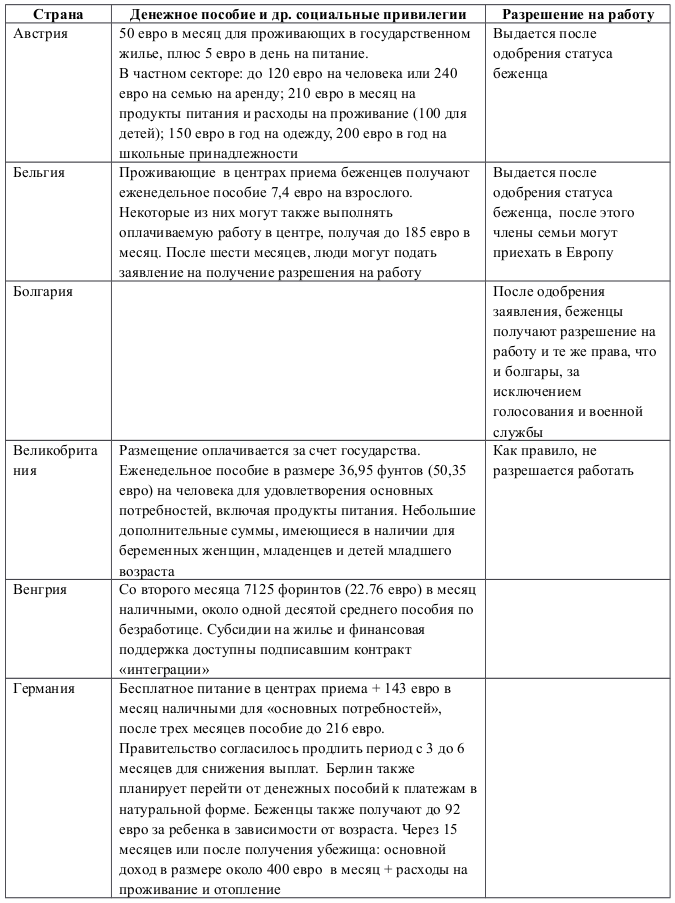 Страна
Денежное пособие и др. социальные привилегии
Разрешение на работу
Австрия
50 евро в месяц для проживающих в государственном
жилье, плюс 5 евро в день на питание.
В частном секторе: до 120 евро на человека или 240
евро на семью на аренду; 210 евро в месяц на
продукты питания и расходы на проживание (100 для
детей); 150 евро в год на одежду, 200 евро в год на
школьные принадлежности
Выдается после
одобрения статуса
беженца
Бельгия
Проживающие в центрах приема беженцев получают
еженедельное пособие 7,4 евро на взрослого.
Некоторые из них могут также выполнять
оплачиваемую работу в центре, получая до 185 евро в
месяц. После шести месяцев, люди могут подать
заявление на получение разрешения на работу
Выдается после
одобрения статуса
беженца, после этого
члены семьи могут
приехать в Европу
Болгария
После одобрения
заявления, беженцы
получают разрешение на
работу и те же права, что
и болгары, за
исключением
голосования и военной
службы
Великобрита
ния
Размещение оплачивается за счет государства.
Еженедельное пособие в размере 36,95 фунтов (50,35
евро) на человека для удовлетворения основных
потребностей, включая продукты питания. Небольшие
дополнительные суммы, имеющиеся в наличии для
беременных женщин, младенцев и детей младшего
возраста
Как правило, не
разрешается работать
Венгрия
Со второго месяца 7125 форинтов (22.76 евро) в месяц
наличными, около одной десятой среднего пособия по
безработице. Субсидии на жилье и финансовая
поддержка доступны подписавшим контракт
«интеграции»
Германия
Бесплатное питание в центрах приема + 143 евро в
месяц наличными для «основных потребностей»,
после трех месяцев пособие до 216 евро.
Правительство согласилось продлить период с 3 до 6
месяцев для снижения выплат. Берлин также
планирует перейти от денежных пособий к платежам в
натуральной форме. Беженцы также получают до 92
евро за ребенка в зависимости от возраста. Через 15
месяцев или после получения убежища: основной
доход в размере около 400 евро в месяц + расходы на
проживание и отопление